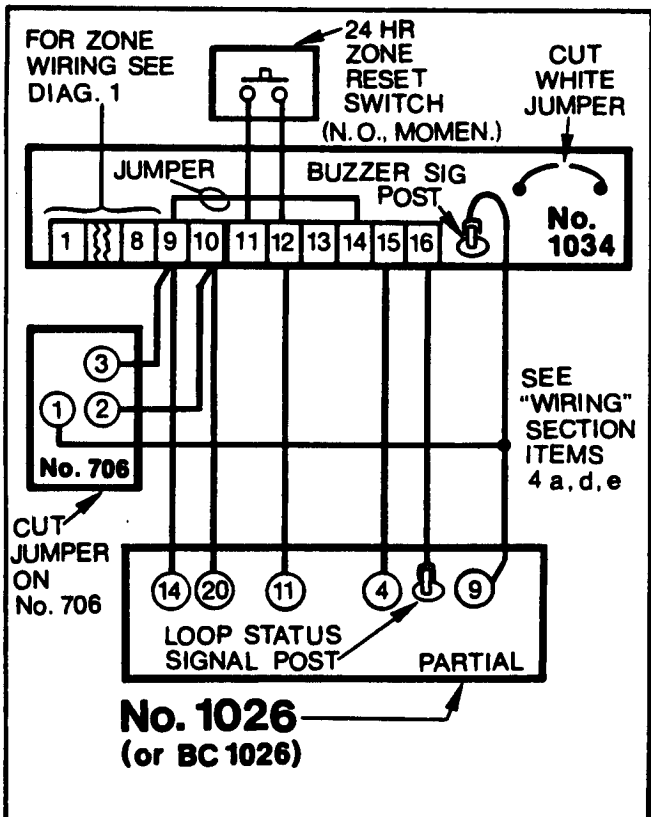 FOR ZONE
WIRING SEE
DIAG. 1
24 HR
ZONE
RESET
SWITCH
(N.O., MOMEN.)
CUT
WHITE
JUMPER
JUMPER
BUZZER SIG
POST
No.
1034
1 8 9 10 11 12 13 14 15 16
3
1 2
No. 706
SEE
"WIRING"
SECTION
ITEMS
4 a, d, e
CUT
JUMPER
ON
No. 706
14 20 11 4 9
LOOP STATUS
SIGNAL POST
PARTIAL
No. 1026
(or BC 1026)